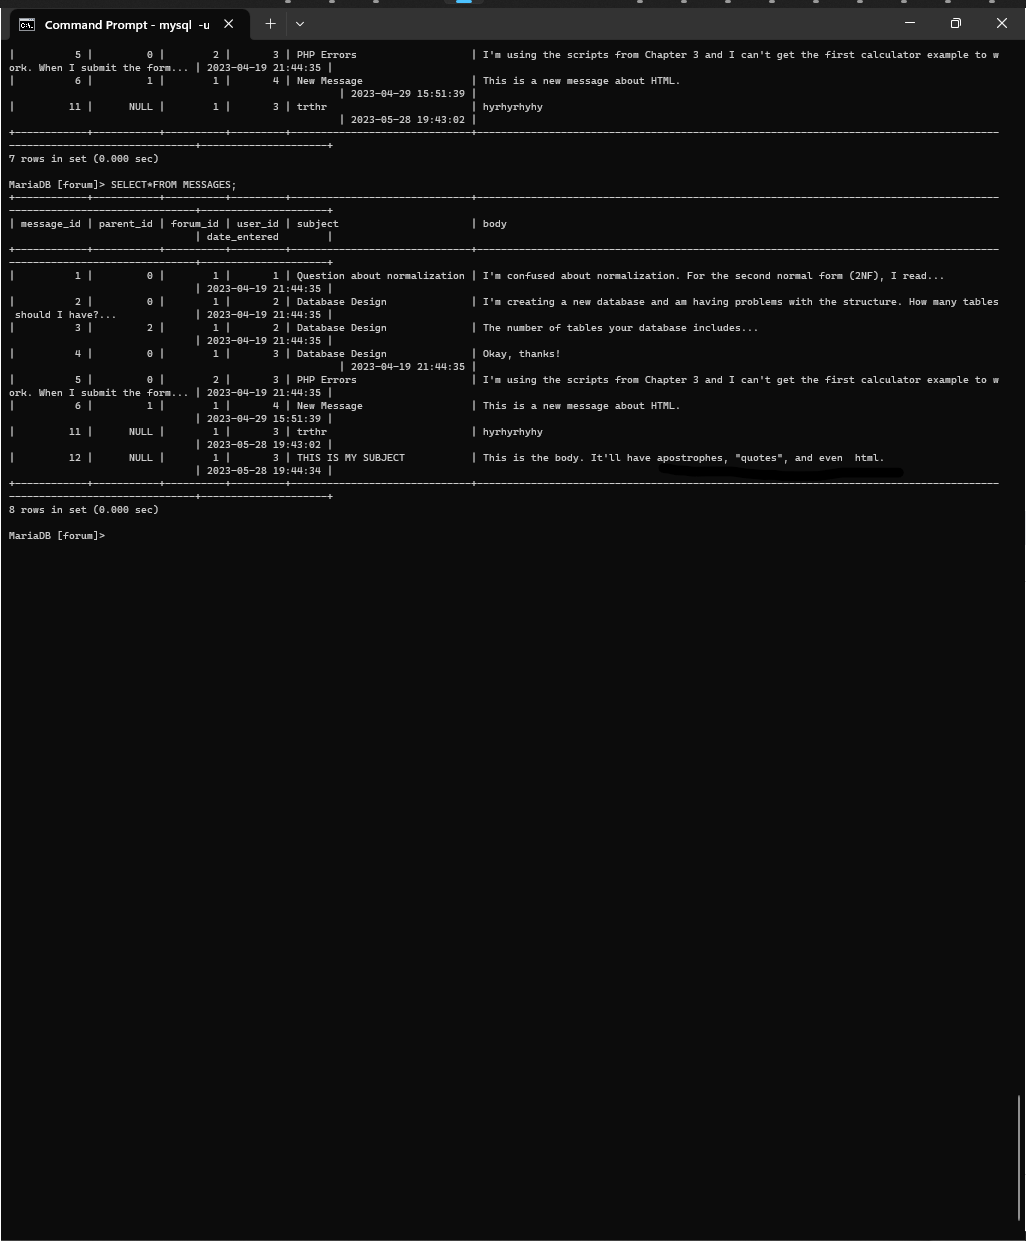 Command Prompt - mysql -u
| 5 | 0 | 2 | 3 | PHP Errors | I'm using the scripts from Chapter 3 and I can't get the first calculator example to w
ork. When I submit the form... | 2023-04-19 21:44:35 |
| 6 | 1 | 1 | 4 | New Message | This is a new message about HTML.
| 2023-04-29 15:51:39 |
| 11 | NULL | 1 | 3 | trthr | hyrhyrhyhy
| 2023-05-28 19:43:02 |
7 rows in set (0.000 sec)
MariaDB [forum]> SELECT*FROM MESSAGES;
| message_id | parent_id | forum_id | user_id | subject | body
| date_entered |
| 1 | 0 | 1 | 1 | Question about normalization | I'm confused about normalization. For the second normal form (2NF), I read...
| 2023-04-19 21:44:35 |
| 2 | 0 | 1 | 2 | Database Design | I'm creating a new database and am having problems with the structure. How many tables
should I have?... | 2023-04-19 21:44:35 |
| 3 | 2 | 1 | 2 | Database Design | The number of tables your database includes...
| 2023-04-19 21:44:35 |
| 4 | 0 | 1 | 3 | Database Design | Okay, thanks!
| 2023-04-19 21:44:35 |
| 5 | 0 | 2 | 3 | PHP Errors | I'm using the scripts from Chapter 3 and I can't get the first calculator example to w
ork. When I submit the form... | 2023-04-19 21:44:35 |
| 6 | 1 | 1 | 4 | New Message | This is a new message about HTML.
| 2023-04-29 15:51:39 |
| 11 | NULL | 1 | 3 | trthr | hyrhyrhyhy
| 2023-05-28 19:43:02 |
| 12 | NULL | 1 | 3 | THIS IS MY SUBJECT | This is the body. It'll have apostrophes, "quotes", and even  html.
| 2023-05-28 19:44:34 |
8 rows in set (0.000 sec)
MariaDB [forum]>